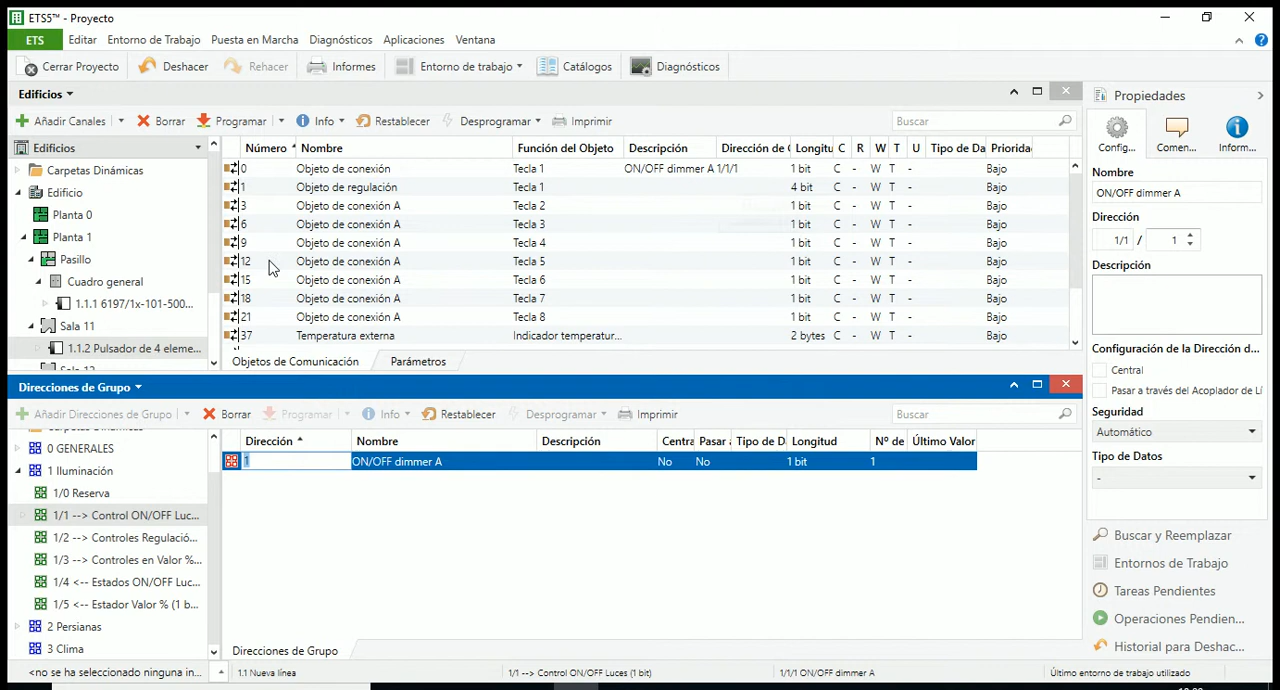 ETS5™ - Proyecto
ETS Editar Entorno de Trabajo Puesta en Marcha Diagnósticos Aplicaciones Ventana
Cerrar Proyecto Deshacer Rehacer Informes Entorno de trabajo Catálogos Diagnósticos
Edificios
Añadir Canales Borrar Programar Info Restablecer Desprogramar Imprimir Buscar
Edificios
Carpetas Dinámicas
Edificio
Planta 0
Planta 1
Pasillo
Cuadro general
1.1.1 6197/1x-101-500...
Sala 11
1.1.2 Pulsador de 4 eleme...
Número Nombre Función del Objeto Descripción Dirección de G Longitu C R W T U Tipo de Da Prioridad
0 Objeto de conexión Tecla 1 ON/OFF dimmer A 1/1/1 1 bit C - W T - Bajo
1 Objeto de regulación Tecla 1 4 bit C - W T - Bajo
3 Objeto de conexión A Tecla 2 1 bit C - W T - Bajo
6 Objeto de conexión A Tecla 3 1 bit C - W T - Bajo
9 Objeto de conexión A Tecla 4 1 bit C - W T - Bajo
12 Objeto de conexión A Tecla 5 1 bit C - W T - Bajo
15 Objeto de conexión A Tecla 6 1 bit C - W T - Bajo
18 Objeto de conexión A Tecla 7 1 bit C - W T - Bajo
21 Objeto de conexión A Tecla 8 1 bit C - W T - Bajo
37 Temperatura externa Indicador temperatur... 2 bytes C - W T - Bajo
Objetos de Comunicación Parámetros
Direcciones de Grupo
Añadir Direcciones de Grupo Borrar Programar Info Restablecer Desprogramar Imprimir Buscar
0 GENERALES
1 Iluminación
1/0 Reserva
1/1 --> Control ON/OFF Luc...
1/2 --> Controles Regulació...
1/3 --> Controles en Valor %...
1/4 <-- Estados ON/OFF Luc...
1/5 <-- Estador Valor % (1 b...
2 Persianas
3 Clima
Dirección Nombre Descripción Centra Pasar a Tipo de D Longitud Nº de Último Valor
1 ON/OFF dimmer A No No 1 bit 1
Direcciones de Grupo
Propiedades
Config... Comen... Inform...
Nombre
ON/OFF dimmer A
Dirección
1/1 / 1
Descripción
Configuración de la Dirección d...
Central
Pasar a través del Acoplador de Lí
Seguridad
Automático
Tipo de Datos
-
Buscar y Reemplazar
Entornos de Trabajo
Tareas Pendientes
Operaciones Pendien...
Historial para Deshac...
<no se ha seleccionado ninguna in... 1.1 Nueva línea 1/1 --> Control ON/OFF Luces (1 bit) 1/1/1 ON/OFF dimmer A Último entorno de trabajo utilizado